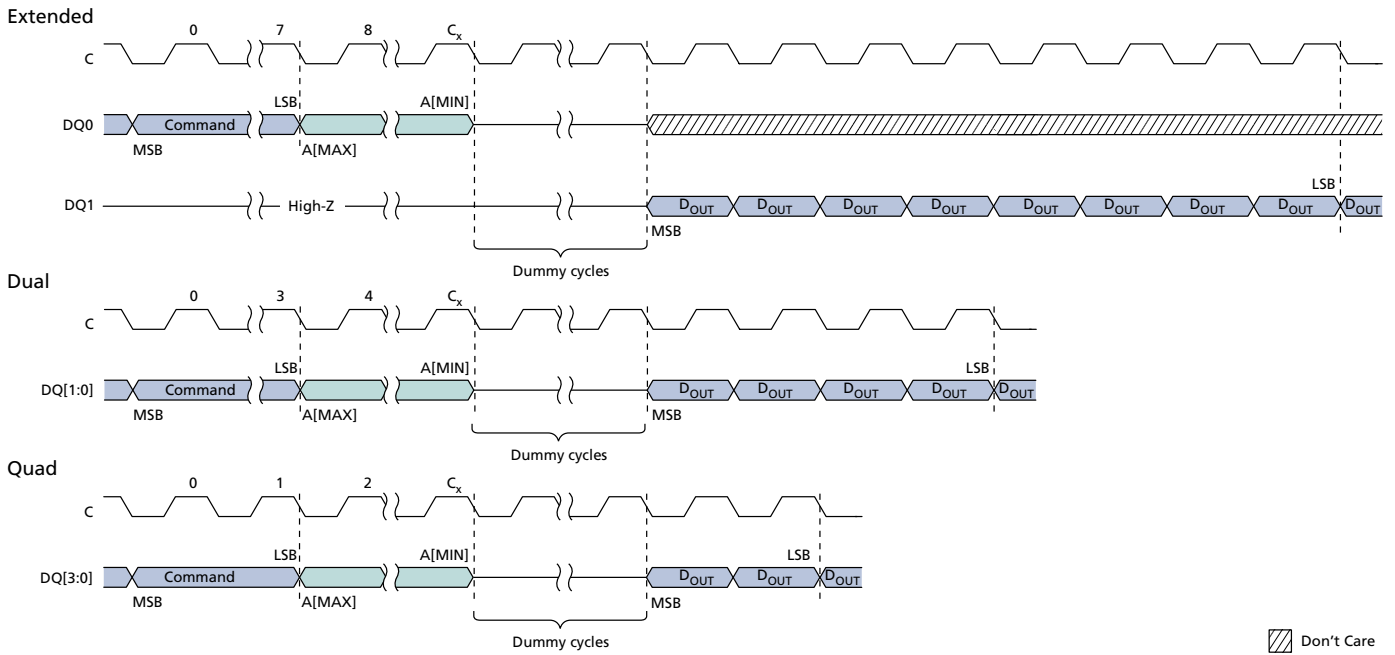 Extended
0 7 8 Cx
C
LSB A[MIN]
DQ0 Command
MSB A[MAX]
LSB
DQ1 High-Z DOUT DOUT DOUT DOUT DOUT DOUT DOUT DOUT DOUT
MSB
Dummy cycles
Dual
0 3 4 Cx
C
LSB A[MIN] LSB
DQ[1:0] Command DOUT DOUT DOUT DOUT DOUT
MSB A[MAX] MSB
Dummy cycles
Quad
0 1 2 Cx
C
LSB A[MIN] LSB
DQ[3:0] Command DOUT DOUT DOUT
MSB A[MAX] MSB
Dummy cycles
Don't Care